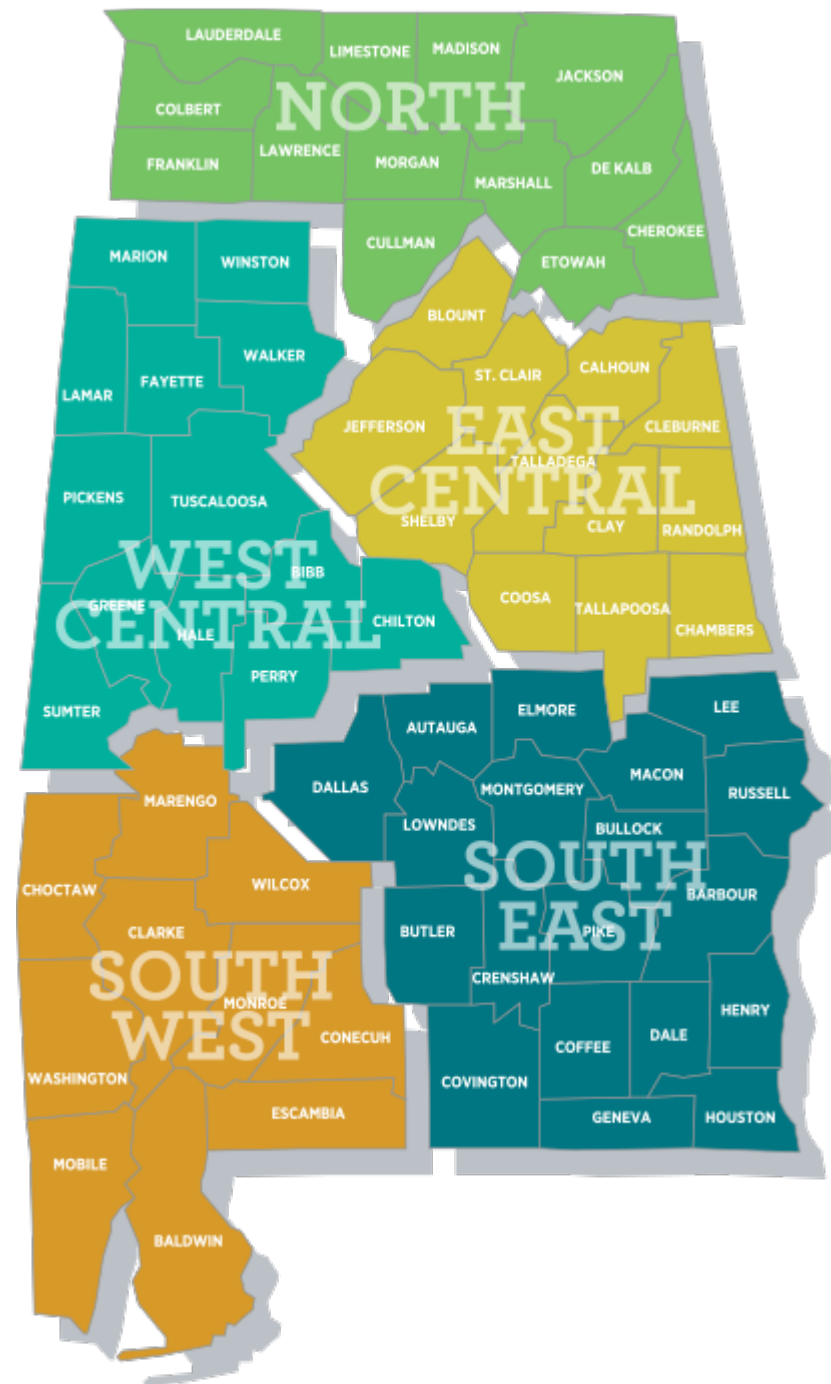 LAUDERDALE
LIMESTONE
MADISON
JACKSON
COLBERT
NORTH
LAWRENCE
FRANKLIN
MORGAN
MARSHALL
DE KALB
CHEROKEE
CULLMAN
ETOWAH
MARION
WINSTON
BLOUNT
WALKER
ST. CLAIR
CALHOUN
LAMAR
FAYETTE
JEFFERSON
CLEBURNE
EAST
TALLADEGA
CENTRAL
PICKENS
TUSCALOOSA
SHELBY
CLAY
RANDOLPH
WEST
BIBB
GREENE
CENTRAL
HALE
CHILTON
COOSA
TALLAPOOSA
CHAMBERS
PERRY
SUMTER
AUTAUGA
ELMORE
LEE
DALLAS
MONTGOMERY
MACON
RUSSELL
MARENGO
LOWNDES
BULLOCK
SOUTH
EAST
CHOCTAW
WILCOX
BARBOUR
CLARKE
BUTLER
PIKE
SOUTH
WEST
MONROE
CRENSHAW
CONECUH
HENRY
COFFEE
DALE
WASHINGTON
COVINGTON
ESCAMBIA
GENEVA
HOUSTON
MOBILE
BALDWIN